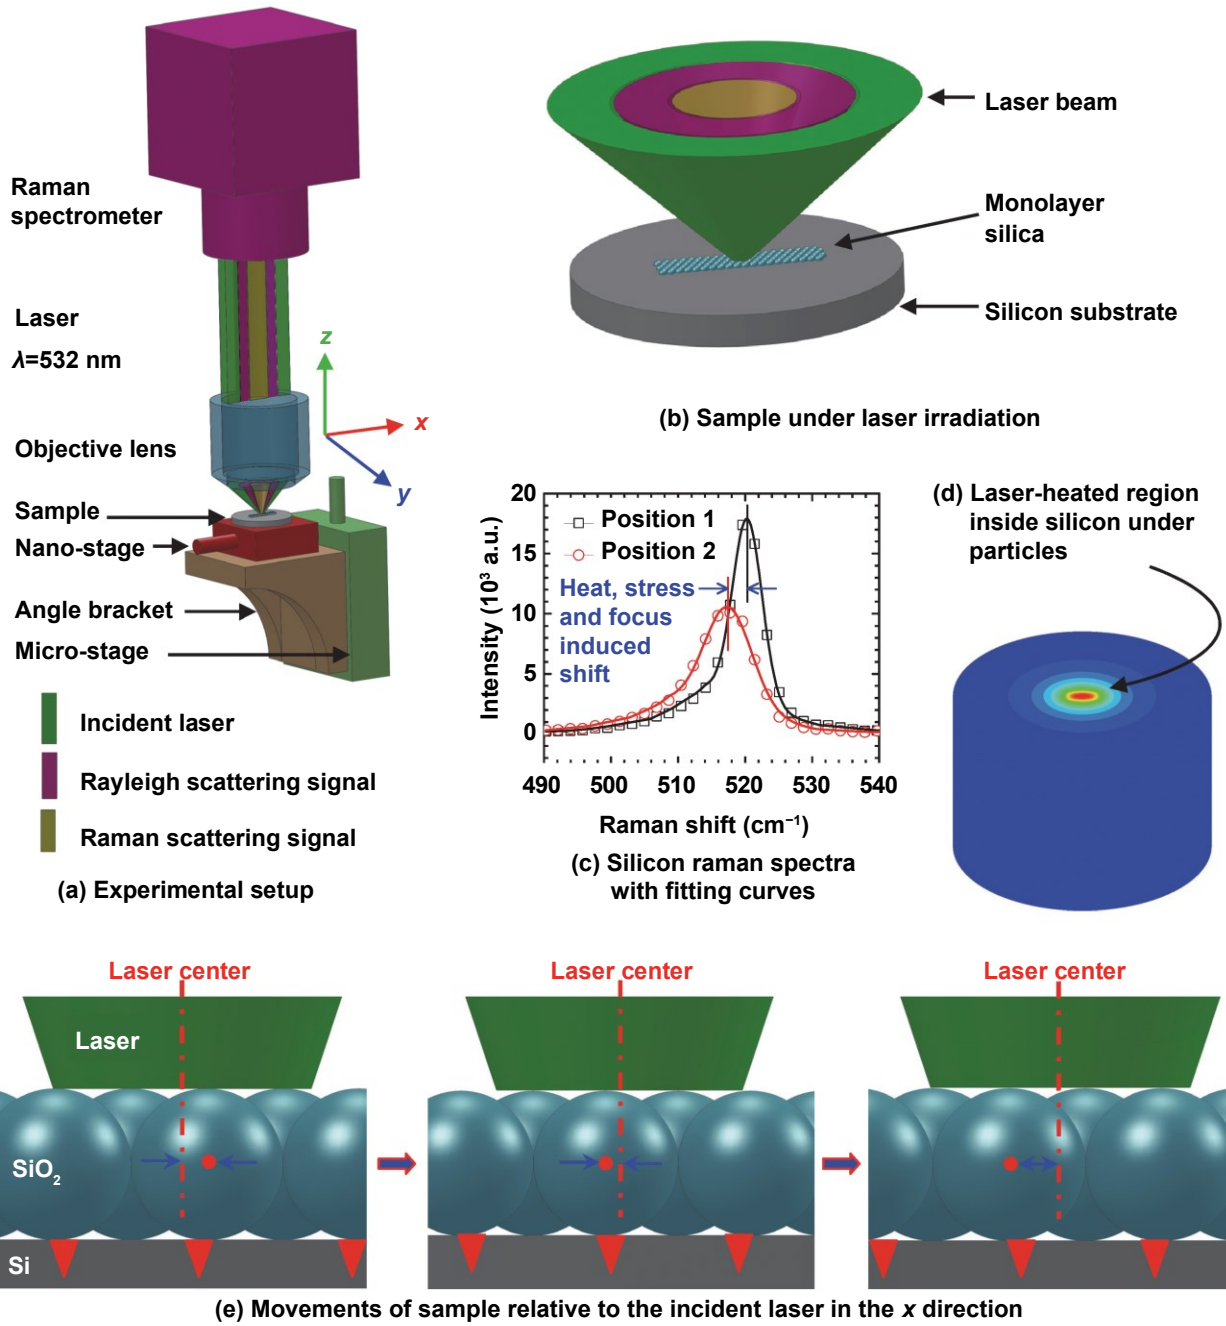 Raman
spectrometer
Laser
λ=532 nm
Objective lens
Sample
Nano-stage
Angle bracket
Micro-stage
z
x
y
Incident laser
Rayleigh scattering signal
Raman scattering signal
(a) Experimental setup
Laser beam
Monolayer
silica
Silicon substrate
(b) Sample under laser irradiation
Intensity (10³ a.u.)
20
15
10
5
0
Position 1
Position 2
Heat, stress
and focus
induced
shift
490 500 510 520 530 540
Raman shift (cm⁻¹)
(c) Silicon raman spectra
with fitting curves
(d) Laser-heated region
inside silicon under
particles
Laser center
Laser center
Laser center
Laser
SiO₂
Si
(e) Movements of sample relative to the incident laser in the x direction